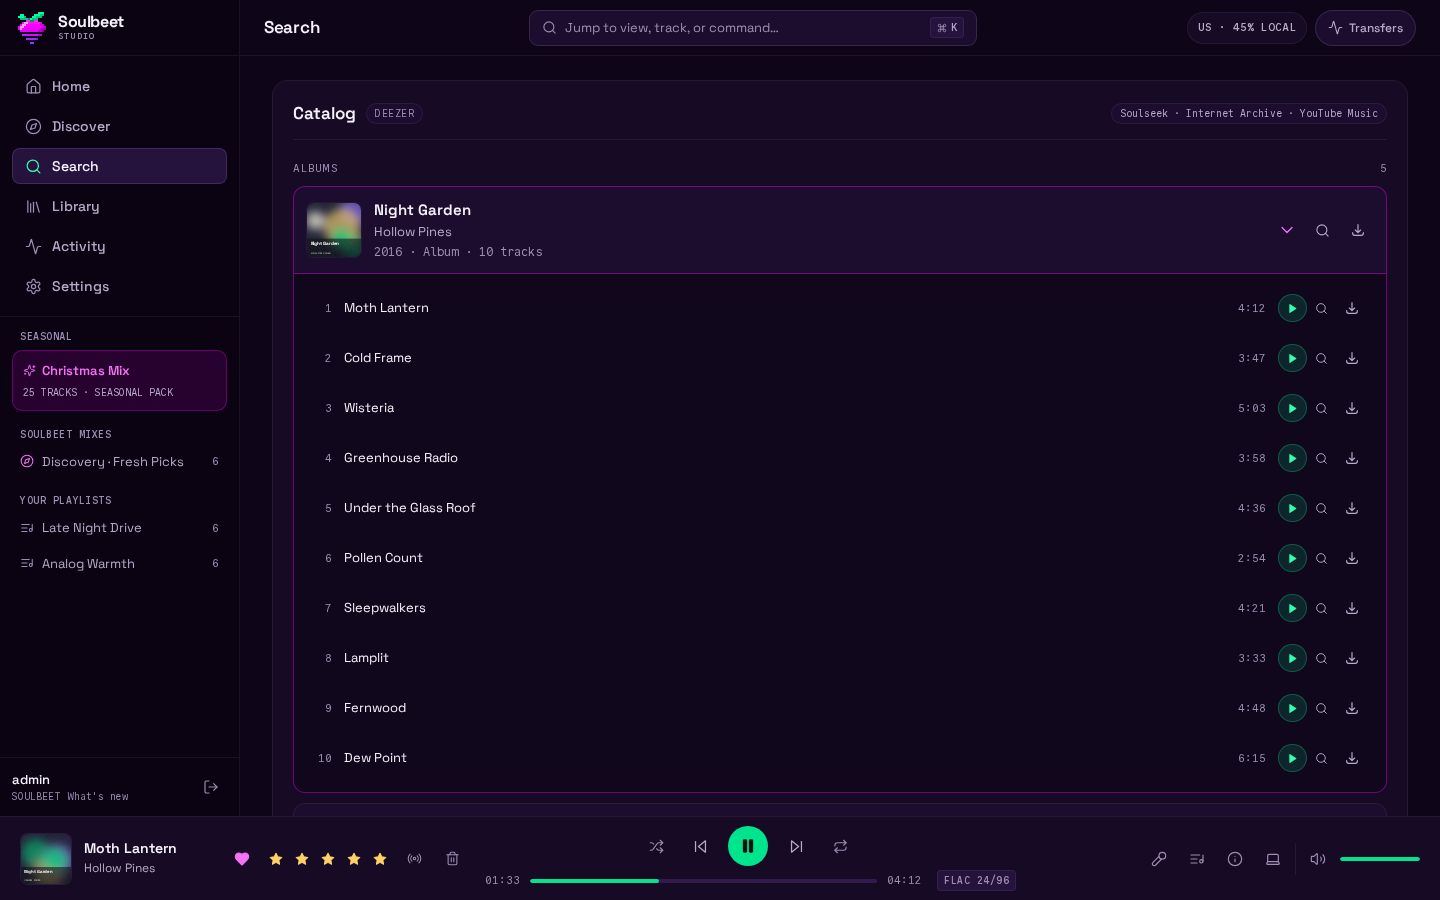 Soulbeet
STUDIO
Search
Jump to view, track, or command...
⌘ K
US · 45% LOCAL
Transfers
Home
Discover
Search
Library
Activity
Settings
SEASONAL
Christmas Mix
25 TRACKS · SEASONAL PACK
SOULBEET MIXES
Discovery · Fresh Picks 6
YOUR PLAYLISTS
Late Night Drive 6
Analog Warmth 6
admin
SOULBEET What's new
Catalog DEEZER
Soulseek · Internet Archive · YouTube Music
ALBUMS 5
Night Garden
Night Garden
Hollow Pines
2016 · Album · 10 tracks
1 Moth Lantern 4:12
2 Cold Frame 3:47
3 Wisteria 5:03
4 Greenhouse Radio 3:58
5 Under the Glass Roof 4:36
6 Pollen Count 2:54
7 Sleepwalkers 4:21
8 Lamplit 3:33
9 Fernwood 4:48
10 Dew Point 6:15
Night Garden
Moth Lantern
Hollow Pines
01:33
04:12
FLAC 24/96